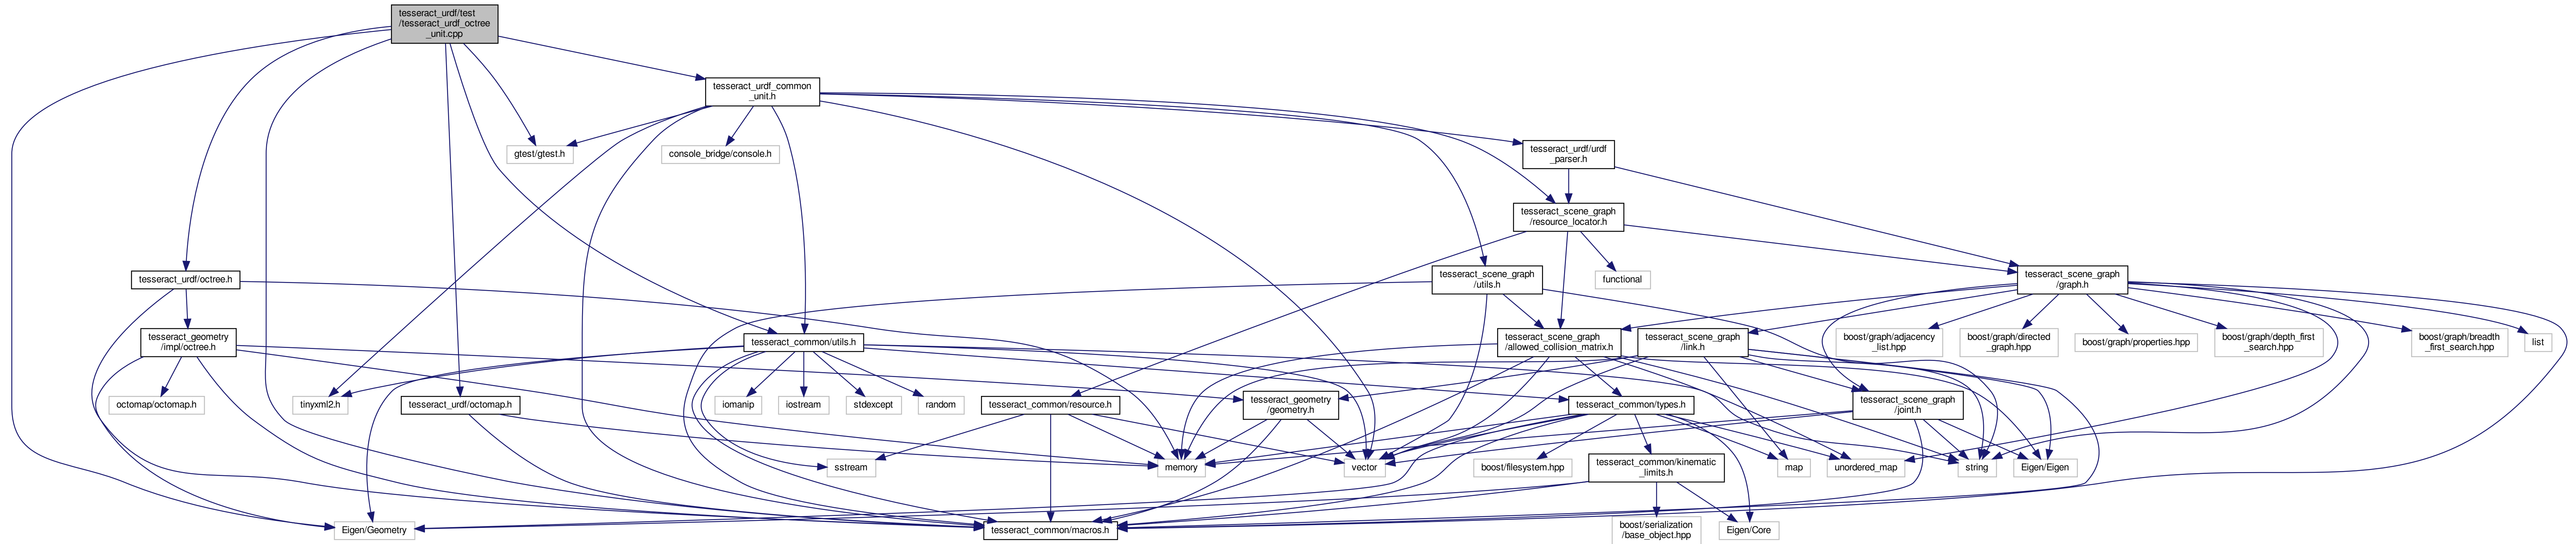 tesseract_urdf/test
/tesseract_urdf_octree
_unit.cpp
tesseract_urdf_common
_unit.h
gtest/gtest.h
console_bridge/console.h
tesseract_urdf/urdf
_parser.h
tesseract_scene_graph
/resource_locator.h
tesseract_urdf/octree.h
tesseract_scene_graph
/utils.h
functional
tesseract_scene_graph
/graph.h
tesseract_geometry
/impl/octree.h
tesseract_common/utils.h
tesseract_scene_graph
/allowed_collision_matrix.h
tesseract_scene_graph
/link.h
boost/graph/adjacency
_list.hpp
boost/graph/directed
_graph.hpp
boost/graph/properties.hpp
boost/graph/depth_first
_search.hpp
boost/graph/breadth
_first_search.hpp
list
octomap/octomap.h
tinyxml2.h
tesseract_urdf/octomap.h
iomanip
iostream
stdexcept
random
tesseract_common/resource.h
tesseract_geometry
/geometry.h
tesseract_common/types.h
tesseract_scene_graph
/joint.h
sstream
memory
vector
boost/filesystem.hpp
tesseract_common/kinematic
_limits.h
map
unordered_map
string
Eigen/Eigen
Eigen/Geometry
tesseract_common/macros.h
boost/serialization
/base_object.hpp
Eigen/Core